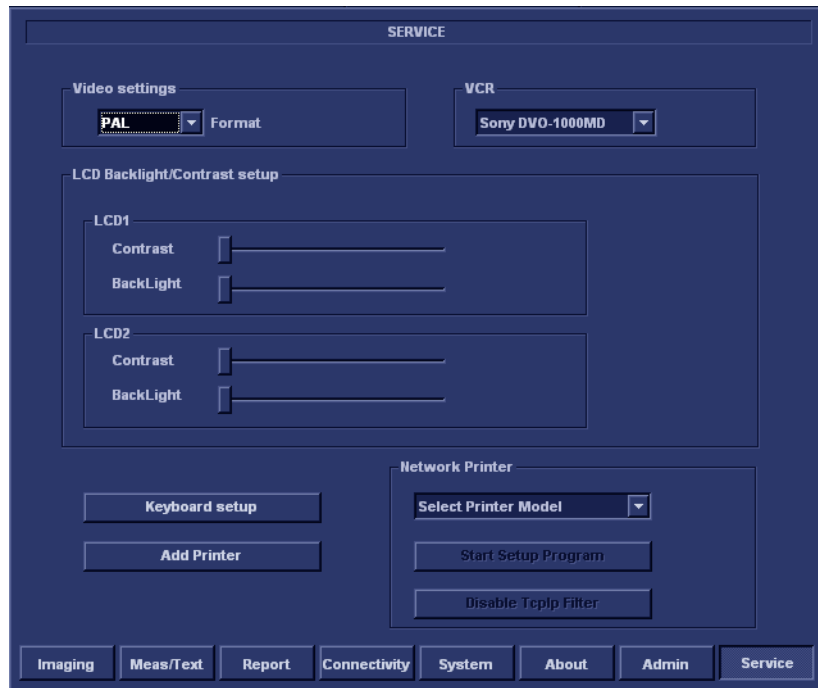 SERVICE
Video settings
PAL
Format
VCR
Sony DVO-1000MD
LCD Backlight/Contrast setup
LCD1
Contrast
BackLight
LCD2
Contrast
BackLight
Keyboard setup
Add Printer
Network Printer
Select Printer Model
Start Setup Program
Disable TcpIp Filter
Imaging
Meas/Text
Report
Connectivity
System
About
Admin
Service